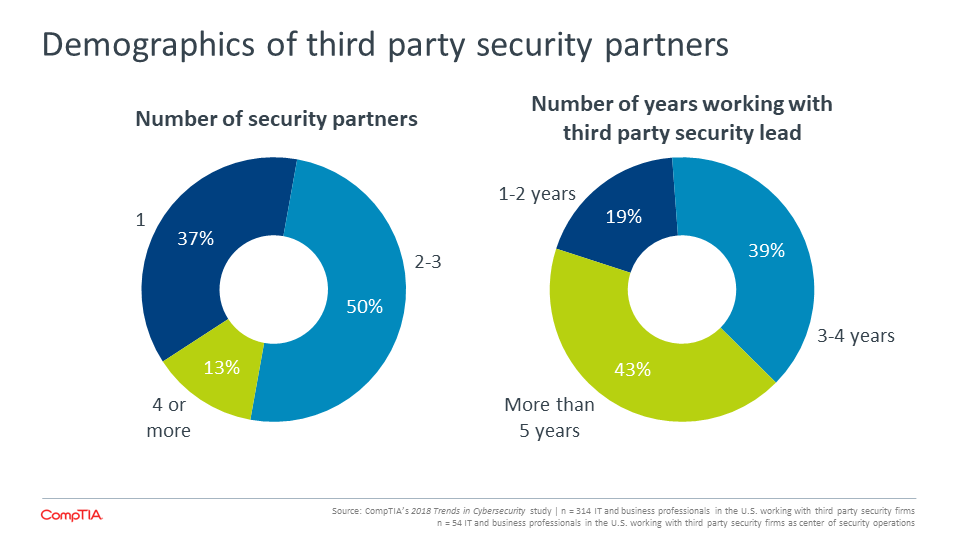 Demographics of third party security partners
Number of security partners
1
37%
2-3
50%
13%
4 or
more
Number of years working with
third party security lead
1-2 years
19%
39%
3-4 years
43%
More than
5 years
CompTIA.
Source: CompTIA's 2018 Trends in Cybersecurity study | n = 314 IT and business professionals in the U.S. working with third party security firms
n = 54 IT and business professionals in the U.S. working with third party security firms as center of security operations